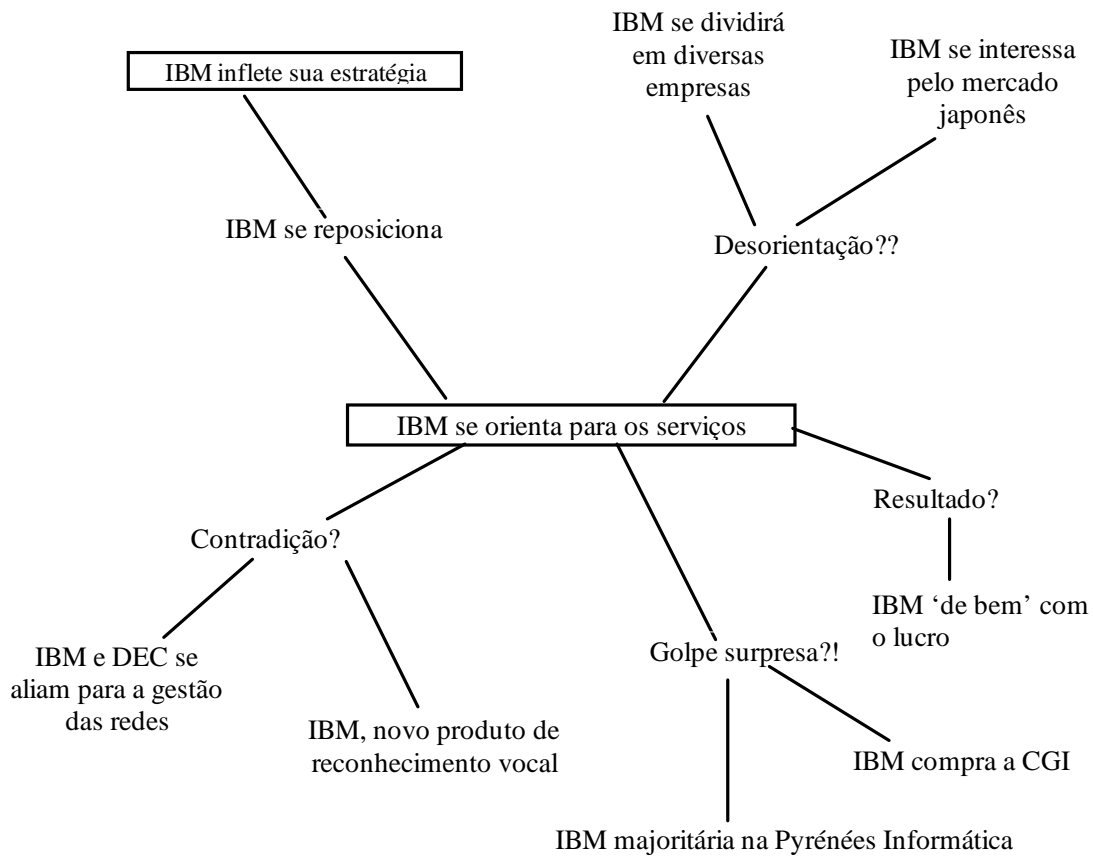 IBM se dividirá
em diversas
empresas
IBM se interessa
pelo mercado
japonês
IBM inflete sua estratégia
IBM se reposiciona
Desorientação??
IBM se orienta para os serviços
Resultado?
Contradição?
IBM ‘de bem’ com
o lucro
Golpe surpresa?!
IBM e DEC se
aliam para a gestão
das redes
IBM, novo produto de
reconhecimento vocal
IBM compra a CGI
IBM majoritária na Pyrénées Informática